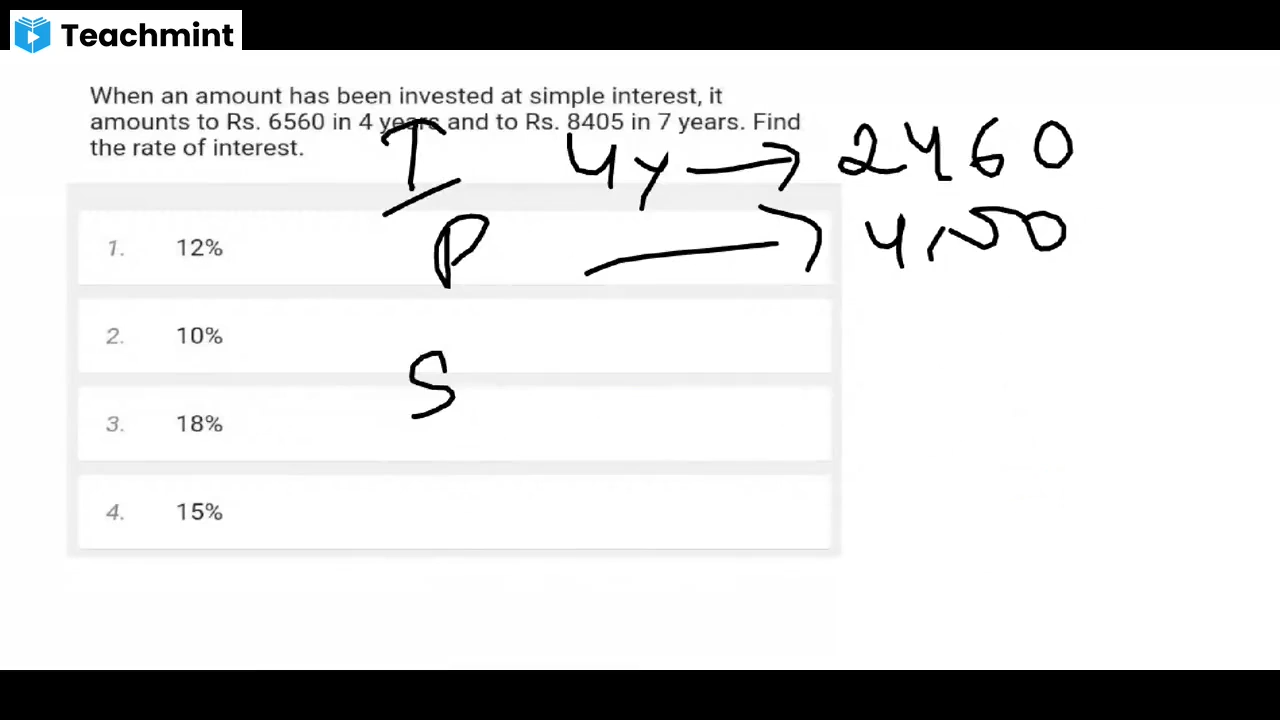 Teachmint
When an amount has been invested at simple interest, it
amounts to Rs. 6560 in 4 years and to Rs. 8405 in 7 years. Find
the rate of interest.
I 4y → 2460
P → 4,
1. 12%
2. 10%
S
3. 18%
4. 15%